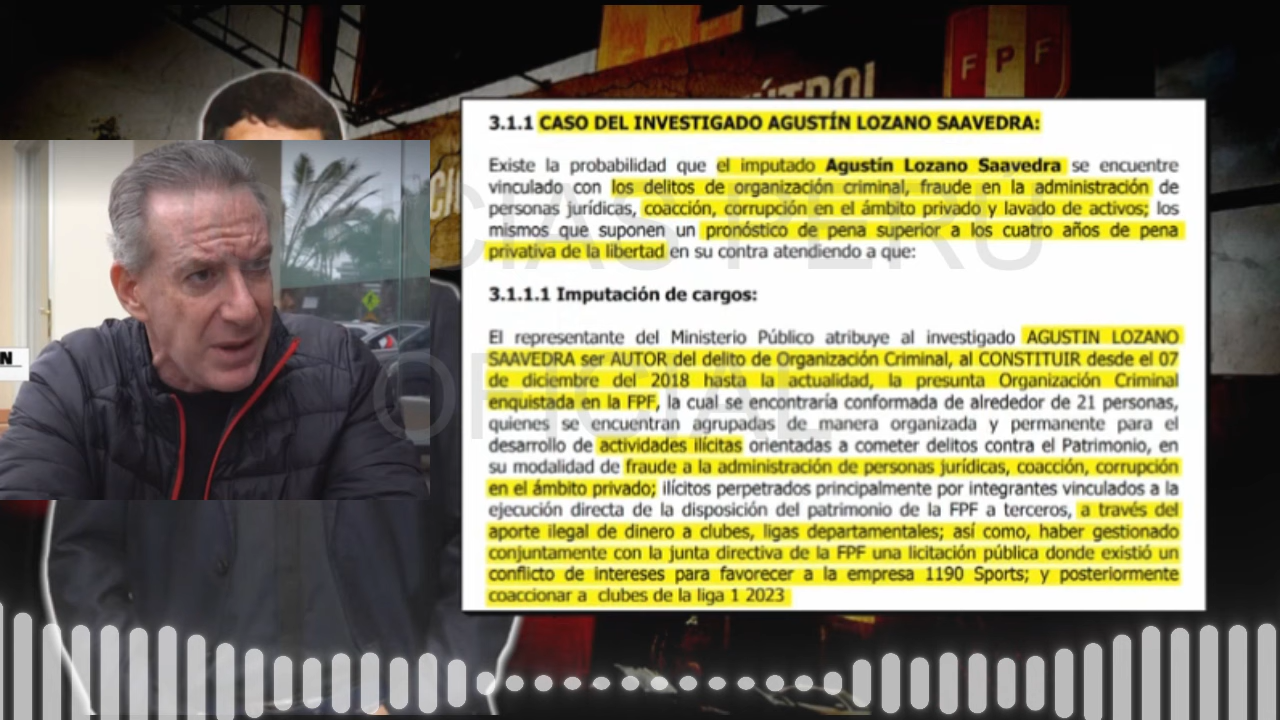 FPF
FÚTBOL
3.1.1 CASO DEL INVESTIGADO AGUSTÍN LOZANO SAAVEDRA:
Existe la probabilidad que el imputado Agustín Lozano Saavedra se encuentre
vinculado con los delitos de organización criminal, fraude en la administración de
personas jurídicas, coacción, corrupción en el ámbito privado y lavado de activos; los
mismos que suponen un pronóstico de pena superior a los cuatro años de pena
privativa de la libertad en su contra atendiendo a que:
3.1.1.1 Imputación de cargos:
El representante del Ministerio Público atribuye al investigado AGUSTIN LOZANO
SAAVEDRA ser AUTOR del delito de Organización Criminal, al CONSTITUIR desde el 07
de diciembre del 2018 hasta la actualidad, la presunta Organización Criminal
enquistada en la FPF, la cual se encontraría conformada de alrededor de 21 personas,
quienes se encuentran agrupadas de manera organizada y permanente para el
desarrollo de actividades ilícitas orientadas a cometer delitos contra el Patrimonio, en
su modalidad de fraude a la administración de personas jurídicas, coacción, corrupción
en el ámbito privado; ilícitos perpetrados principalmente por integrantes vinculados a la
ejecución directa de la disposición del patrimonio de la FPF a terceros, a través del
aporte ilegal de dinero a clubes, ligas departamentales; así como, haber gestionado
conjuntamente con la junta directiva de la FPF una licitación pública donde existió un
conflicto de intereses para favorecer a la empresa 1190 Sports; y posteriormente
coaccionar a clubes de la liga 1 2023
PERÚ
OFICIAL